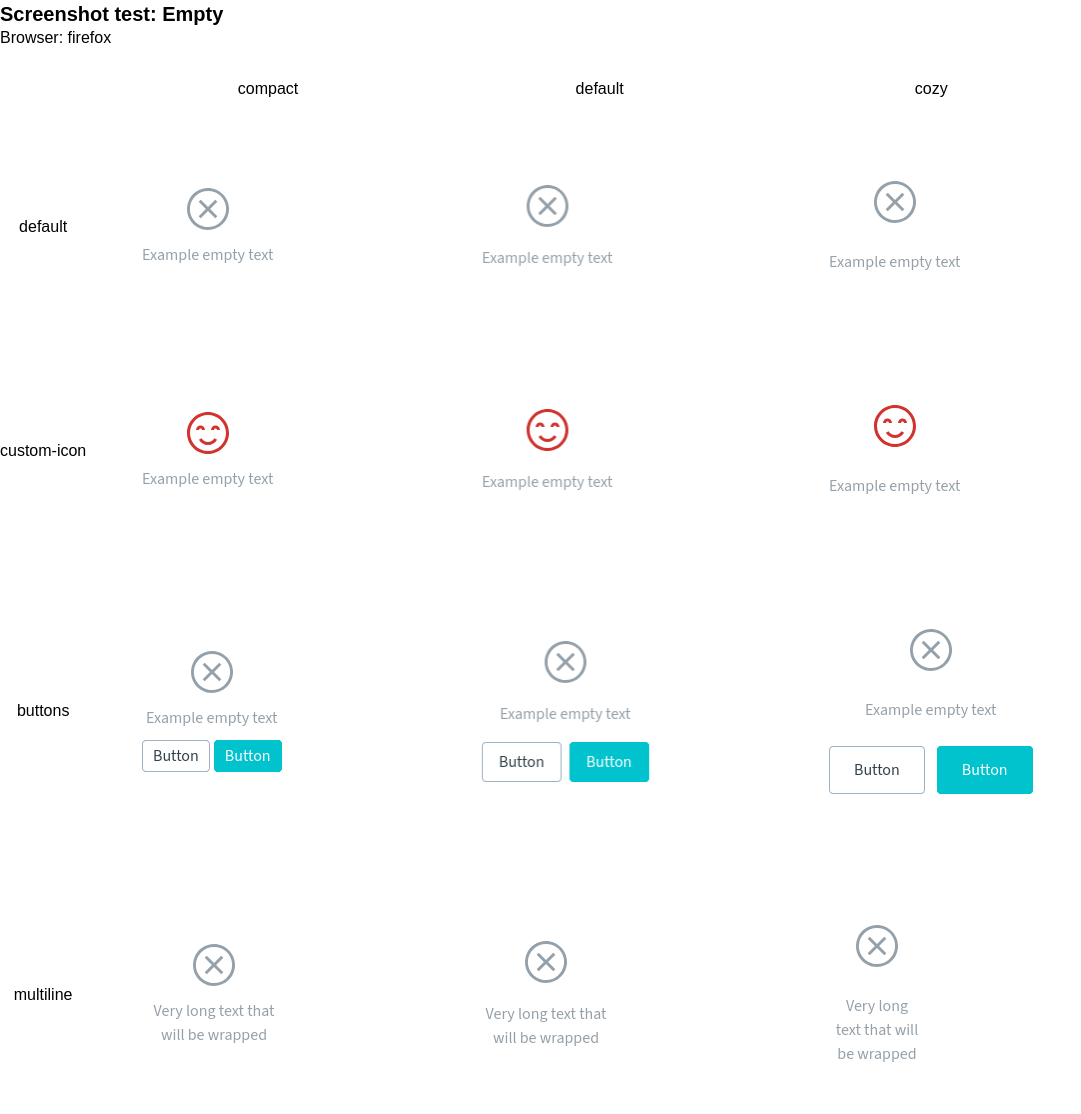 Screenshot test: Empty
Browser: firefox
compact default cozy
default
Example empty text Example empty text Example empty text
custom-icon
Example empty text Example empty text Example empty text
buttons
Example empty text Example empty text Example empty text
Button Button Button Button Button Button
multiline
Very long text that Very long text that Very long
will be wrapped will be wrapped text that will
be wrapped